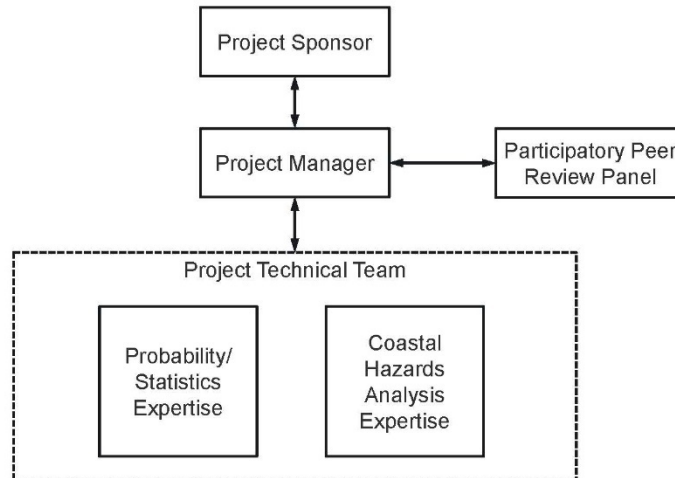 Project Sponsor
Project Manager
Participatory Peer
Review Panel
Project Technical Team
Probability/
Statistics
Expertise
Coastal
Hazards
Analysis
Expertise